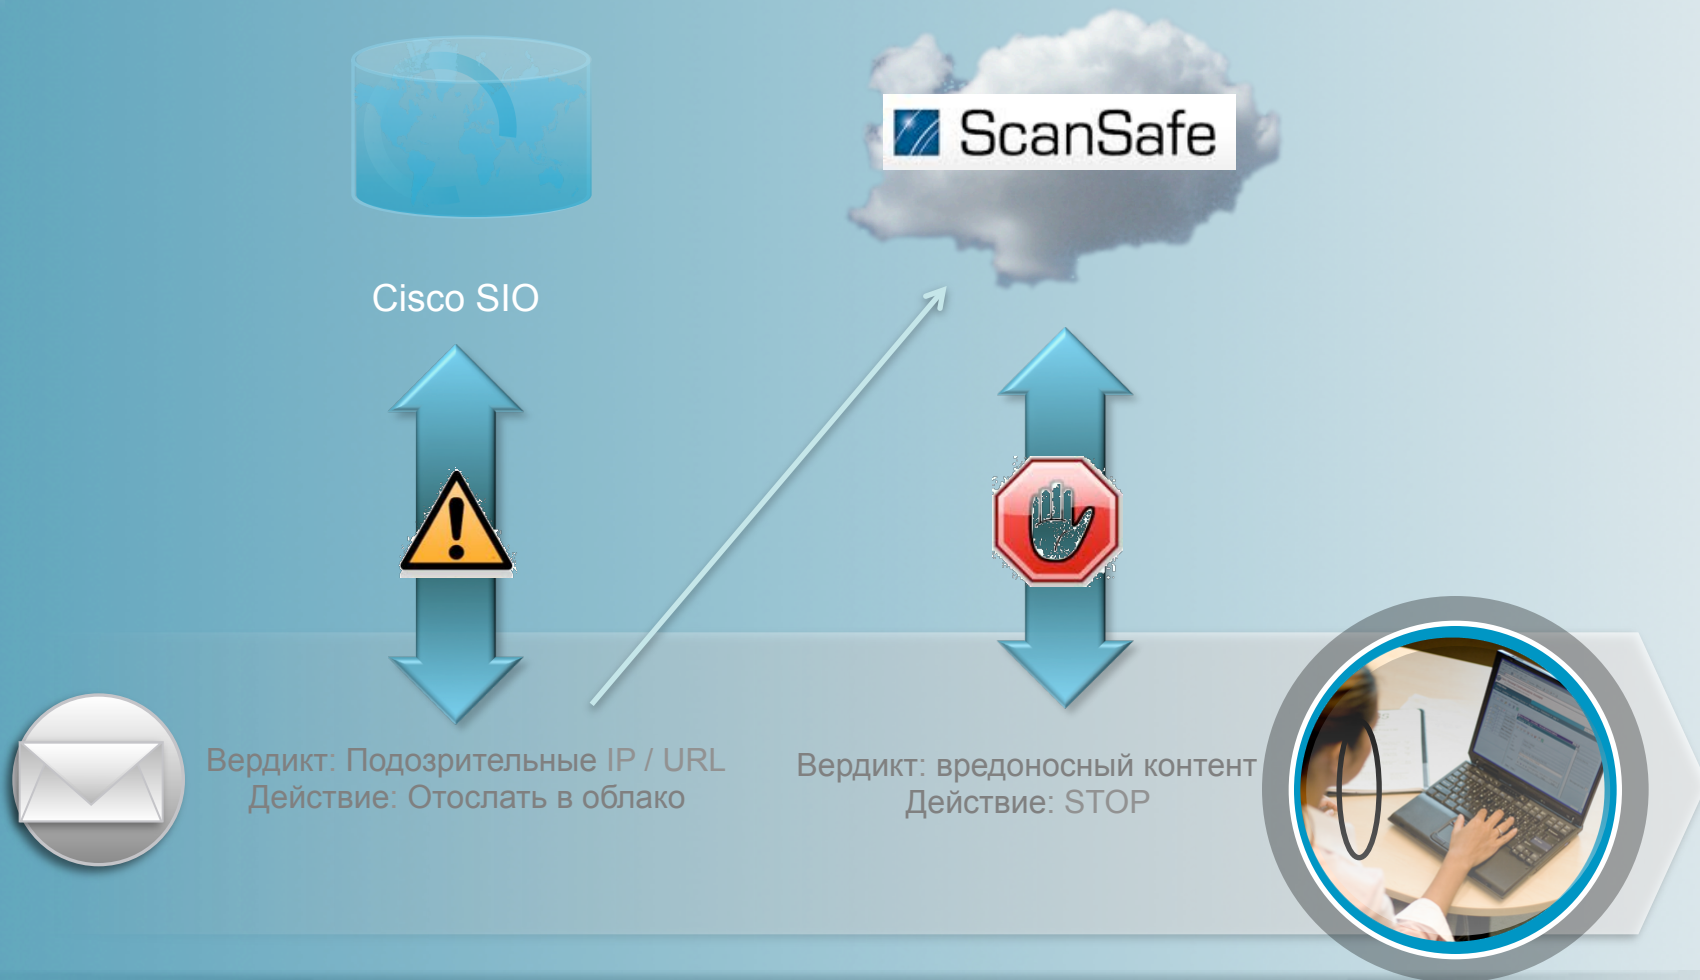 ScanSafe
Cisco SIO
Вердикт: Подозрительные IP / URL
Действие: Отослать в облако
Вердикт: вредоносный контент
Действие: STOP